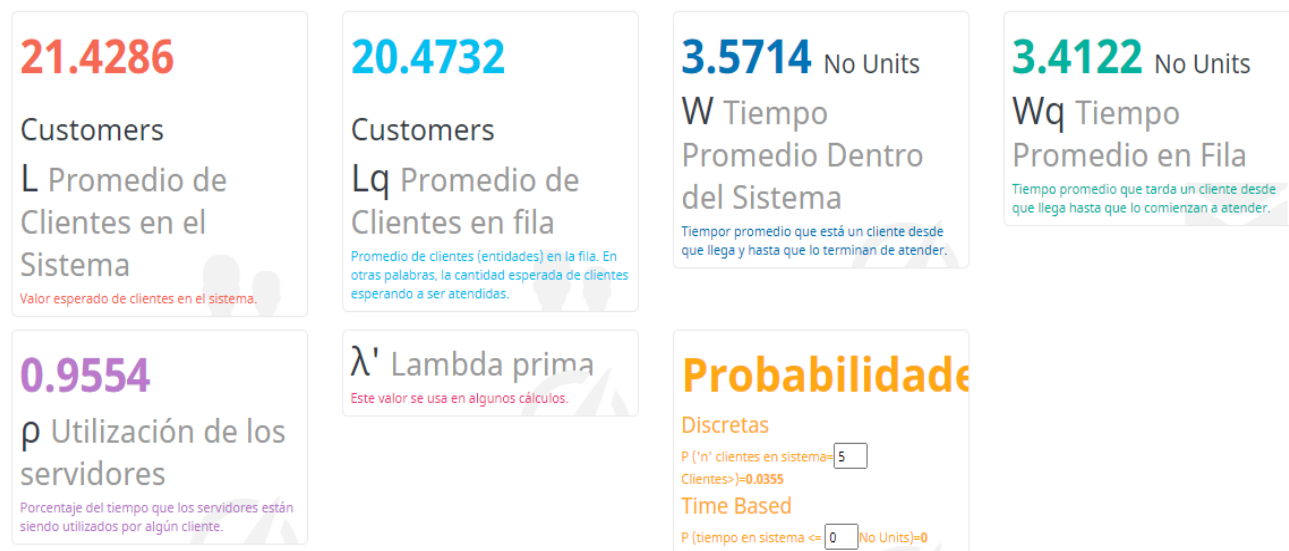 21.4286
Customers
L Promedio de
Clientes en el
Sistema
Valor esperado de clientes en el sistema.
20.4732
Customers
Lq Promedio de
Clientes en fila
Promedio de clientes (entidades) en la fila. En
otras palabras, la cantidad esperada de clientes
esperando a ser atendidas.
3.5714 No Units
W Tiempo
Promedio Dentro
del Sistema
Tiempor promedio que está un cliente desde
que llega y hasta que lo terminan de atender.
3.4122 No Units
Wq Tiempo
Promedio en Fila
Tiempo promedio que tarda un cliente desde
que llega hasta que lo comienzan a atender.
0.9554
ρ Utilización de los
servidores
Porcentaje del tiempo que los servidores están
siendo utilizados por algún cliente.
λ' Lambda prima
Este valor se usa en algunos cálculos.
Probabilidade
Discretas
P ('n' clientes en sistema= 5
Clientes>)=0.0355
Time Based
P (tiempo en sistema <= 0 No Units)=0